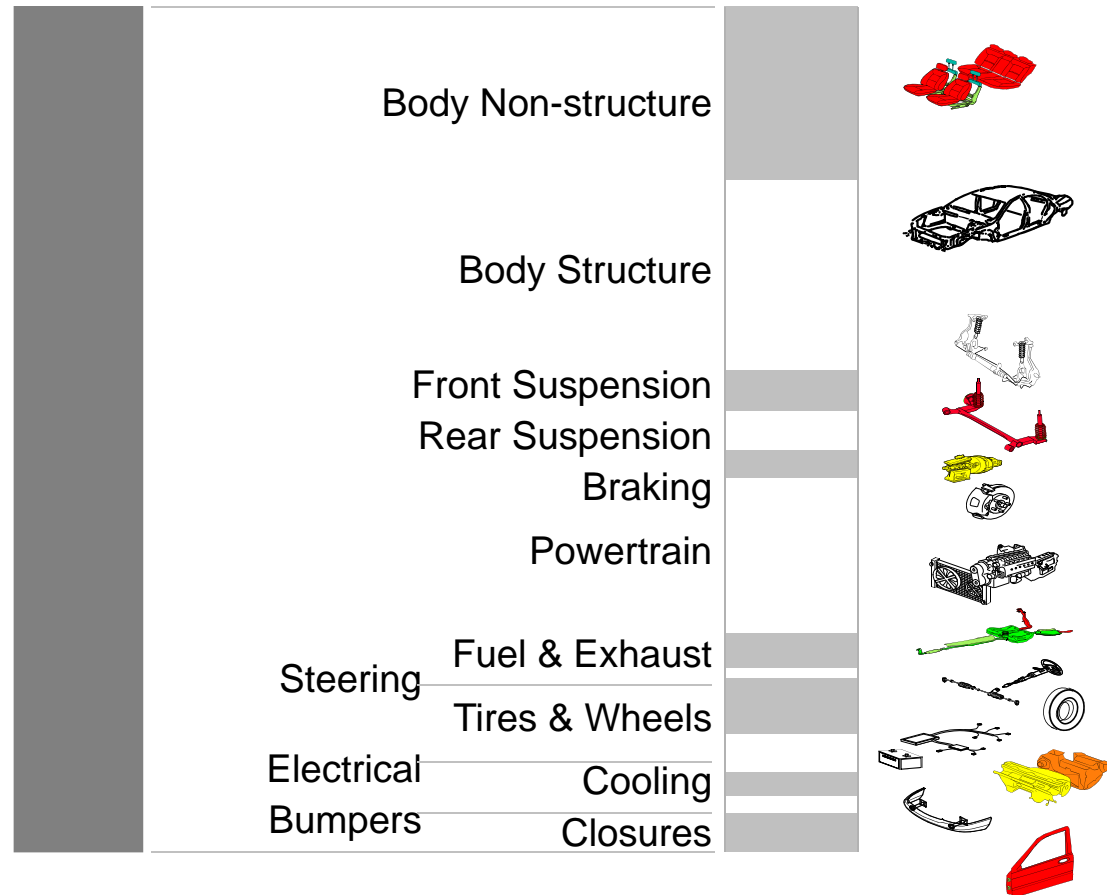 Body Non-structure
Body Structure
Front Suspension
Rear Suspension
Braking
Powertrain
Fuel & Exhaust
Steering
Tires & Wheels
Electrical
Cooling
Bumpers
Closures